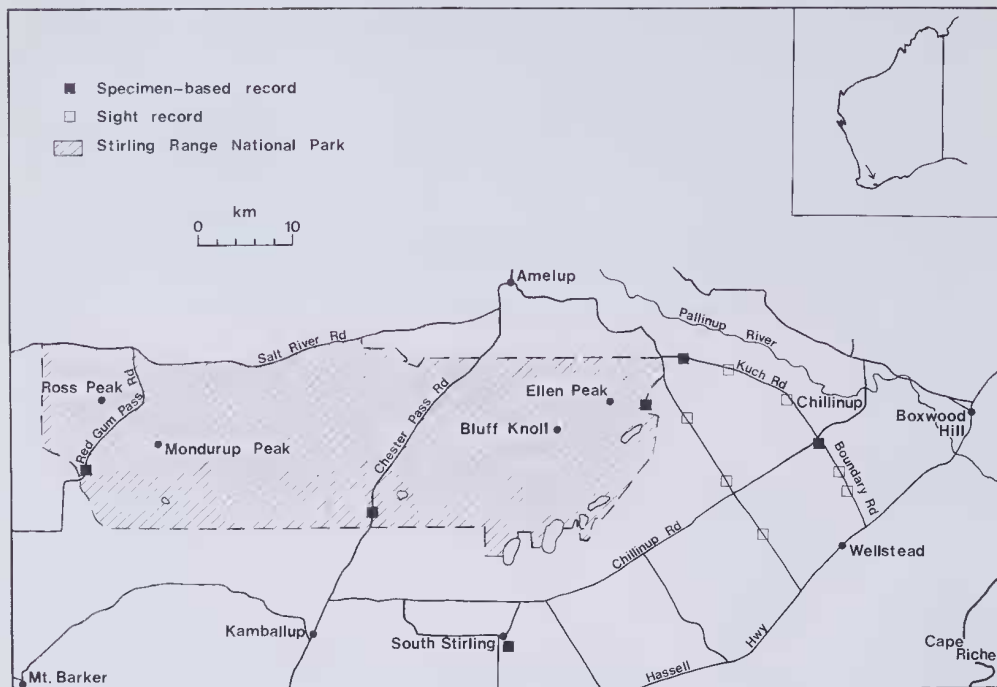 Specimen-based record
Sight record
Stirling Range National Park
km
0 10
Amelup
Pallinup River
Salt River Rd
Kuch Rd
Ross Peak
Red Gum Pass Rd
Chester Pass Rd
Ellen Peak
Chillinup
Boxwood
Hill
Mondurup Peak
Bluff Knoll
Boundary Rd
Chillinup Rd
Wellstead
Kamballup
South Stirling
Hassell Hwy
Cape
Riche
Mt. Barker